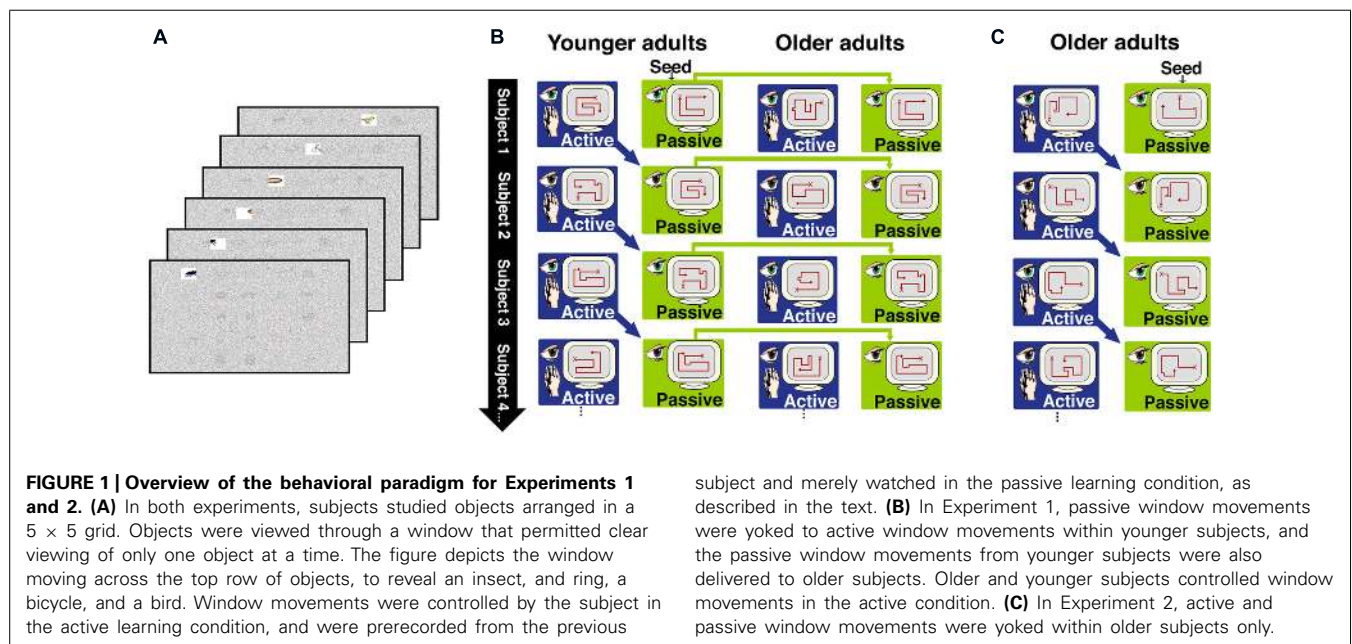 A
B
C
Younger adults
Older adults
Older adults
Seed
Seed
Subject 1
Active
Passive
Active
Passive
Active
Passive
Subject 2
Active
Passive
Active
Passive
Active
Passive
Subject 3
Active
Passive
Active
Passive
Active
Passive
Subject 4...
Active
Passive
Active
Passive
Active
Passive
FIGURE 1 | Overview of the behavioral paradigm for Experiments 1
and 2. (A) In both experiments, subjects studied objects arranged in a
5 × 5 grid. Objects were viewed through a window that permitted clear
viewing of only one object at a time. The figure depicts the window
moving across the top row of objects, to reveal an insect, and ring, a
bicycle, and a bird. Window movements were controlled by the subject in
the active learning condition, and were prerecorded from the previous
subject and merely watched in the passive learning condition, as
described in the text. (B) In Experiment 1, passive window movements
were yoked to active window movements within younger subjects, and
the passive window movements from younger subjects were also
delivered to older subjects. Older and younger subjects controlled window
movements in the active condition. (C) In Experiment 2, active and
passive window movements were yoked within older subjects only.